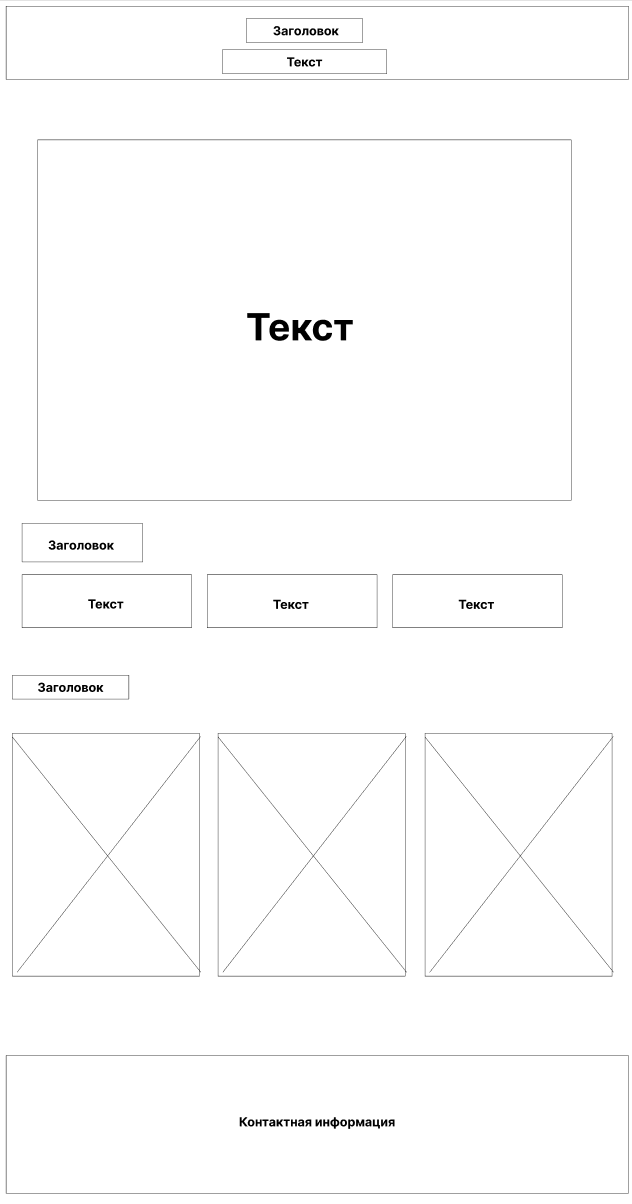 Заголовок
Текст
Текст
Заголовок
Текст
Текст
Текст
Заголовок
Контактная информация